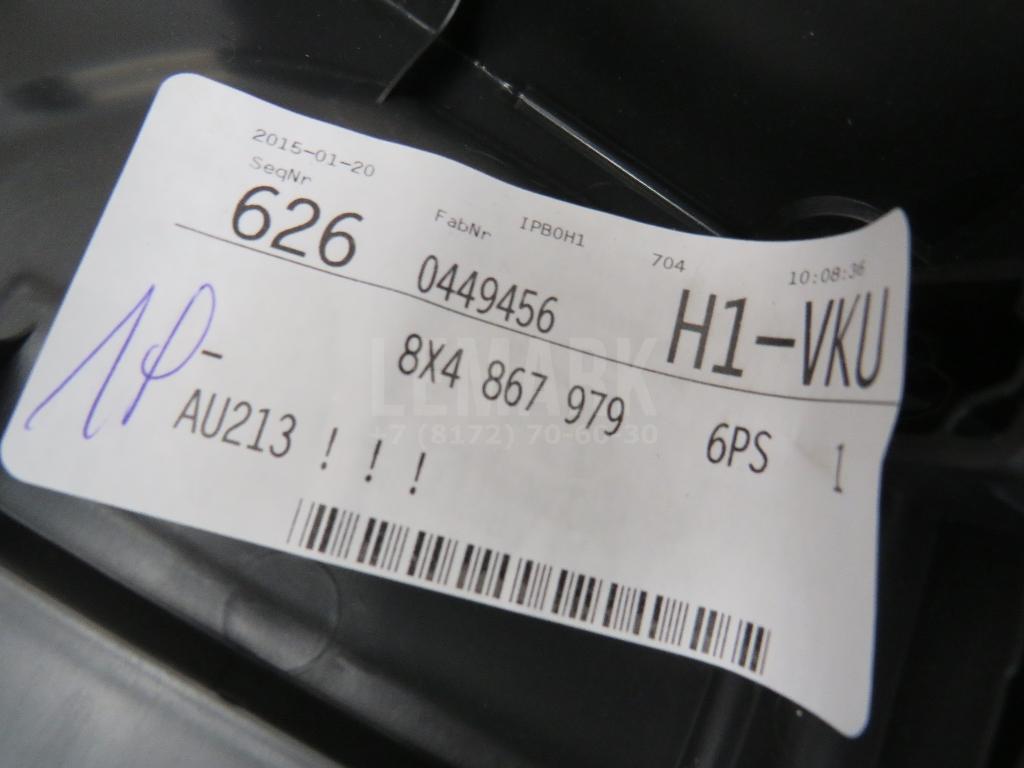 2015-01-20
SeqNr
626
FabNr IPB0H1 704 10:08:36
0449456 H1-VKU
- 8X4 867 979 6PS 1
AU213 ! ! !
LEMARK
+7 (8172) 70-60-30